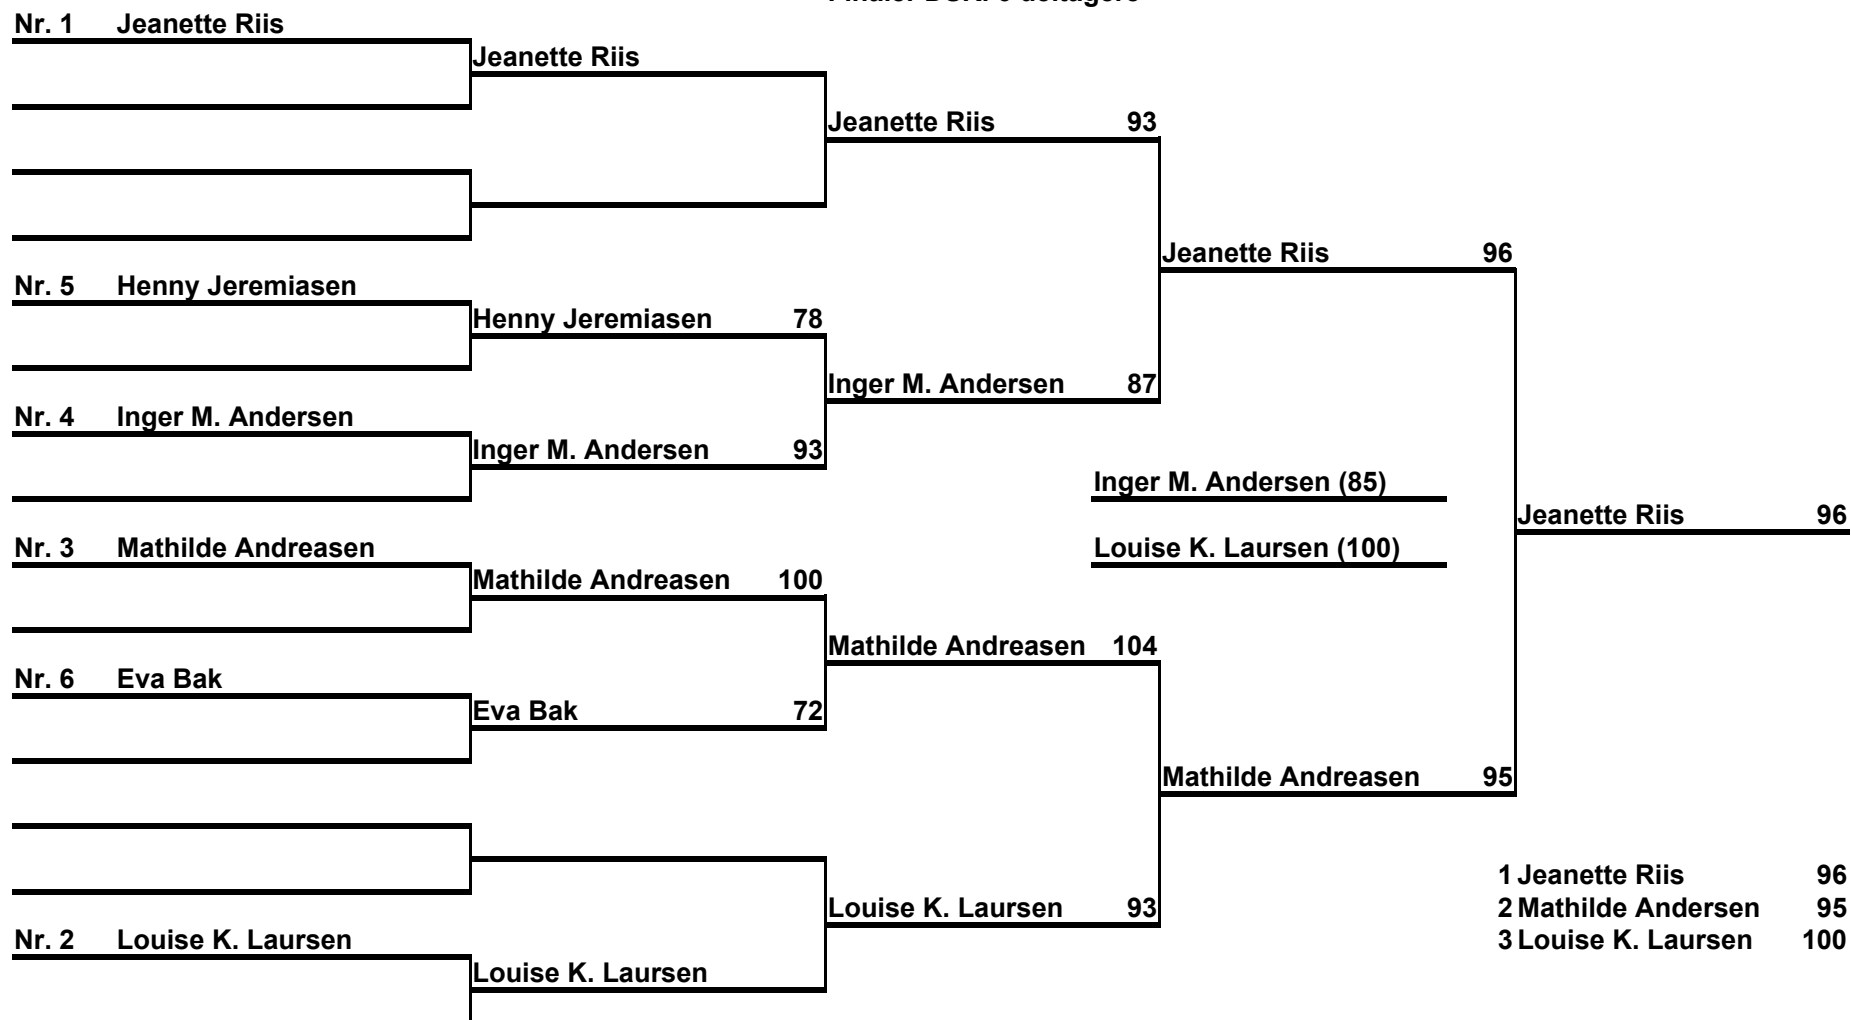 Nr. 1 Jeanette Riis
Jeanette Riis
Jeanette Riis 93
Jeanette Riis 96
Nr. 5 Henny Jeremiasen
Henny Jeremiasen 78
Inger M. Andersen 87
Nr. 4 Inger M. Andersen
Inger M. Andersen 93
Inger M. Andersen (85)
Jeanette Riis 96
Nr. 3 Mathilde Andreasen
Louise K. Laursen (100)
Mathilde Andreasen 100
Mathilde Andreasen 104
Nr. 6 Eva Bak
Eva Bak 72
Mathilde Andreasen 95
1 Jeanette Riis 96
Louise K. Laursen 93
2 Mathilde Andersen 95
Nr. 2 Louise K. Laursen
3 Louise K. Laursen 100
Louise K. Laursen